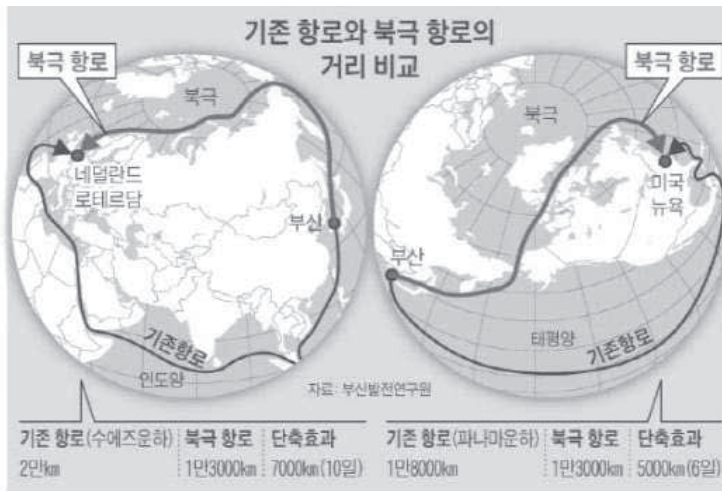 기존 항로와 북극 항로의
거리 비교
북극 항로
북극
네덜란드
로테르담
부산
기존항로
인도양
북극 항로
북극
미국
뉴욕
부산
태평양
기존항로
자료: 부산발전연구원
기존 항로(수에즈운하) 북극 항로 단축효과
2만㎞ 1만3000㎞ 7000㎞(10일)
기존 항로(파나마운하) 북극 항로 단축효과
1만8000㎞ 1만3000㎞ 5000㎞(6일)